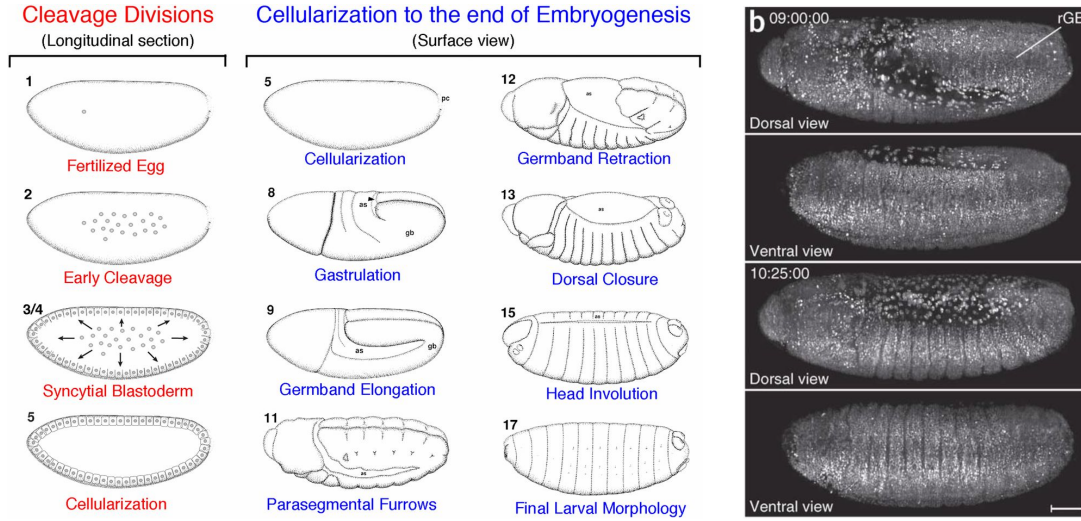 Cleavage Divisions
(Longitudinal section)
1
Fertilized Egg
2
Early Cleavage
3/4
Syncytial Blastoderm
5
Cellularization
Cellularization to the end of Embryogenesis
(Surface view)
5
pc
Cellularization
8
as
gb
Gastrulation
9
as
gb
Germband Elongation
11
as
Parasegmental Furrows
12
as
Germband Retraction
13
as
Dorsal Closure
15
as
Head Involution
17
Final Larval Morphology
b
09:00:00
rGB
Dorsal view
Ventral view
10:25:00
Dorsal view
Ventral view